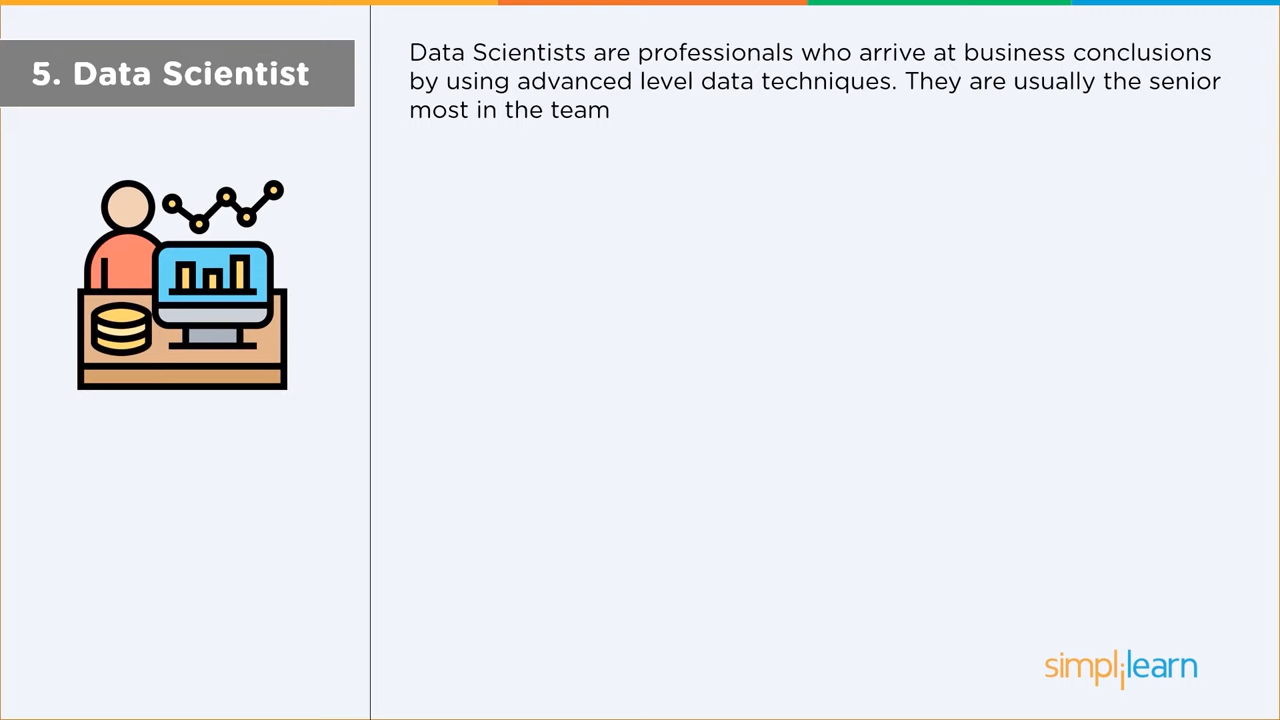 5. Data Scientist
Data Scientists are professionals who arrive at business conclusions
by using advanced level data techniques. They are usually the senior
most in the team
simplilearn